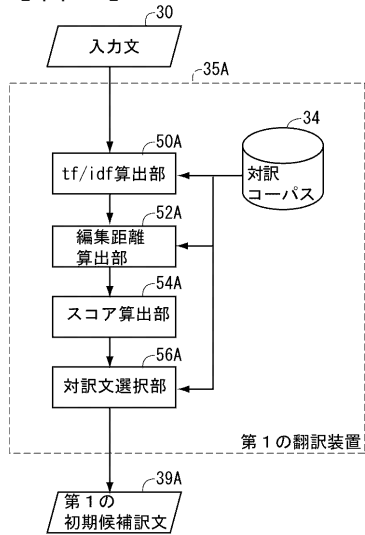 30
入力文
35A
50A
34
tf/idf算出部
対訳
コーパス
52A
編集距離
算出部
54A
スコア算出部
56A
対訳文選択部
第１の翻訳装置
39A
第１の
初期候補訳文